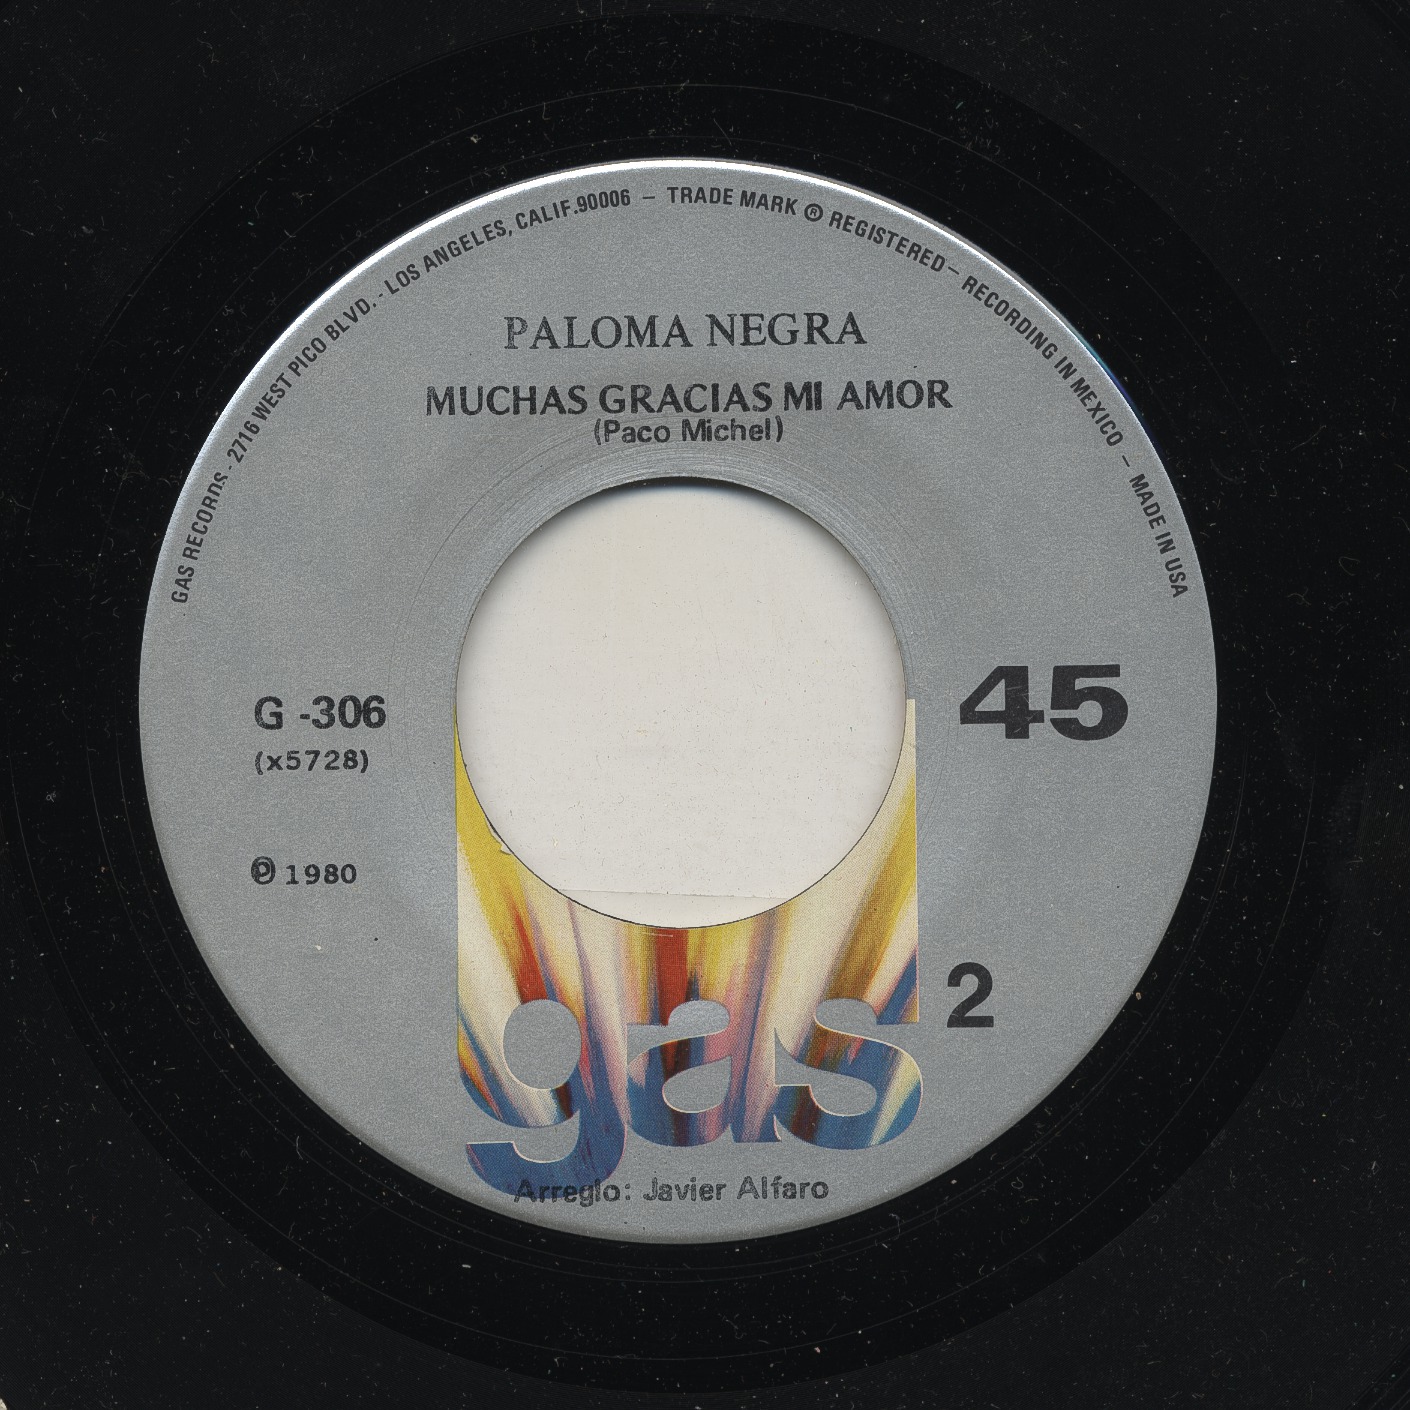 GAS RECORDS - 2716 WEST PICO BLVD. - LOS ANGELES, CALIF. 90006 – TRADE MARK ® REGISTERED – RECORDING IN MEXICO – MADE IN USA
PALOMA NEGRA
MUCHAS GRACIAS MI AMOR
(Paco Michel)
G -306
(x5728)
45
℗ 1980
2
gas
Arreglo: Javier Alfaro